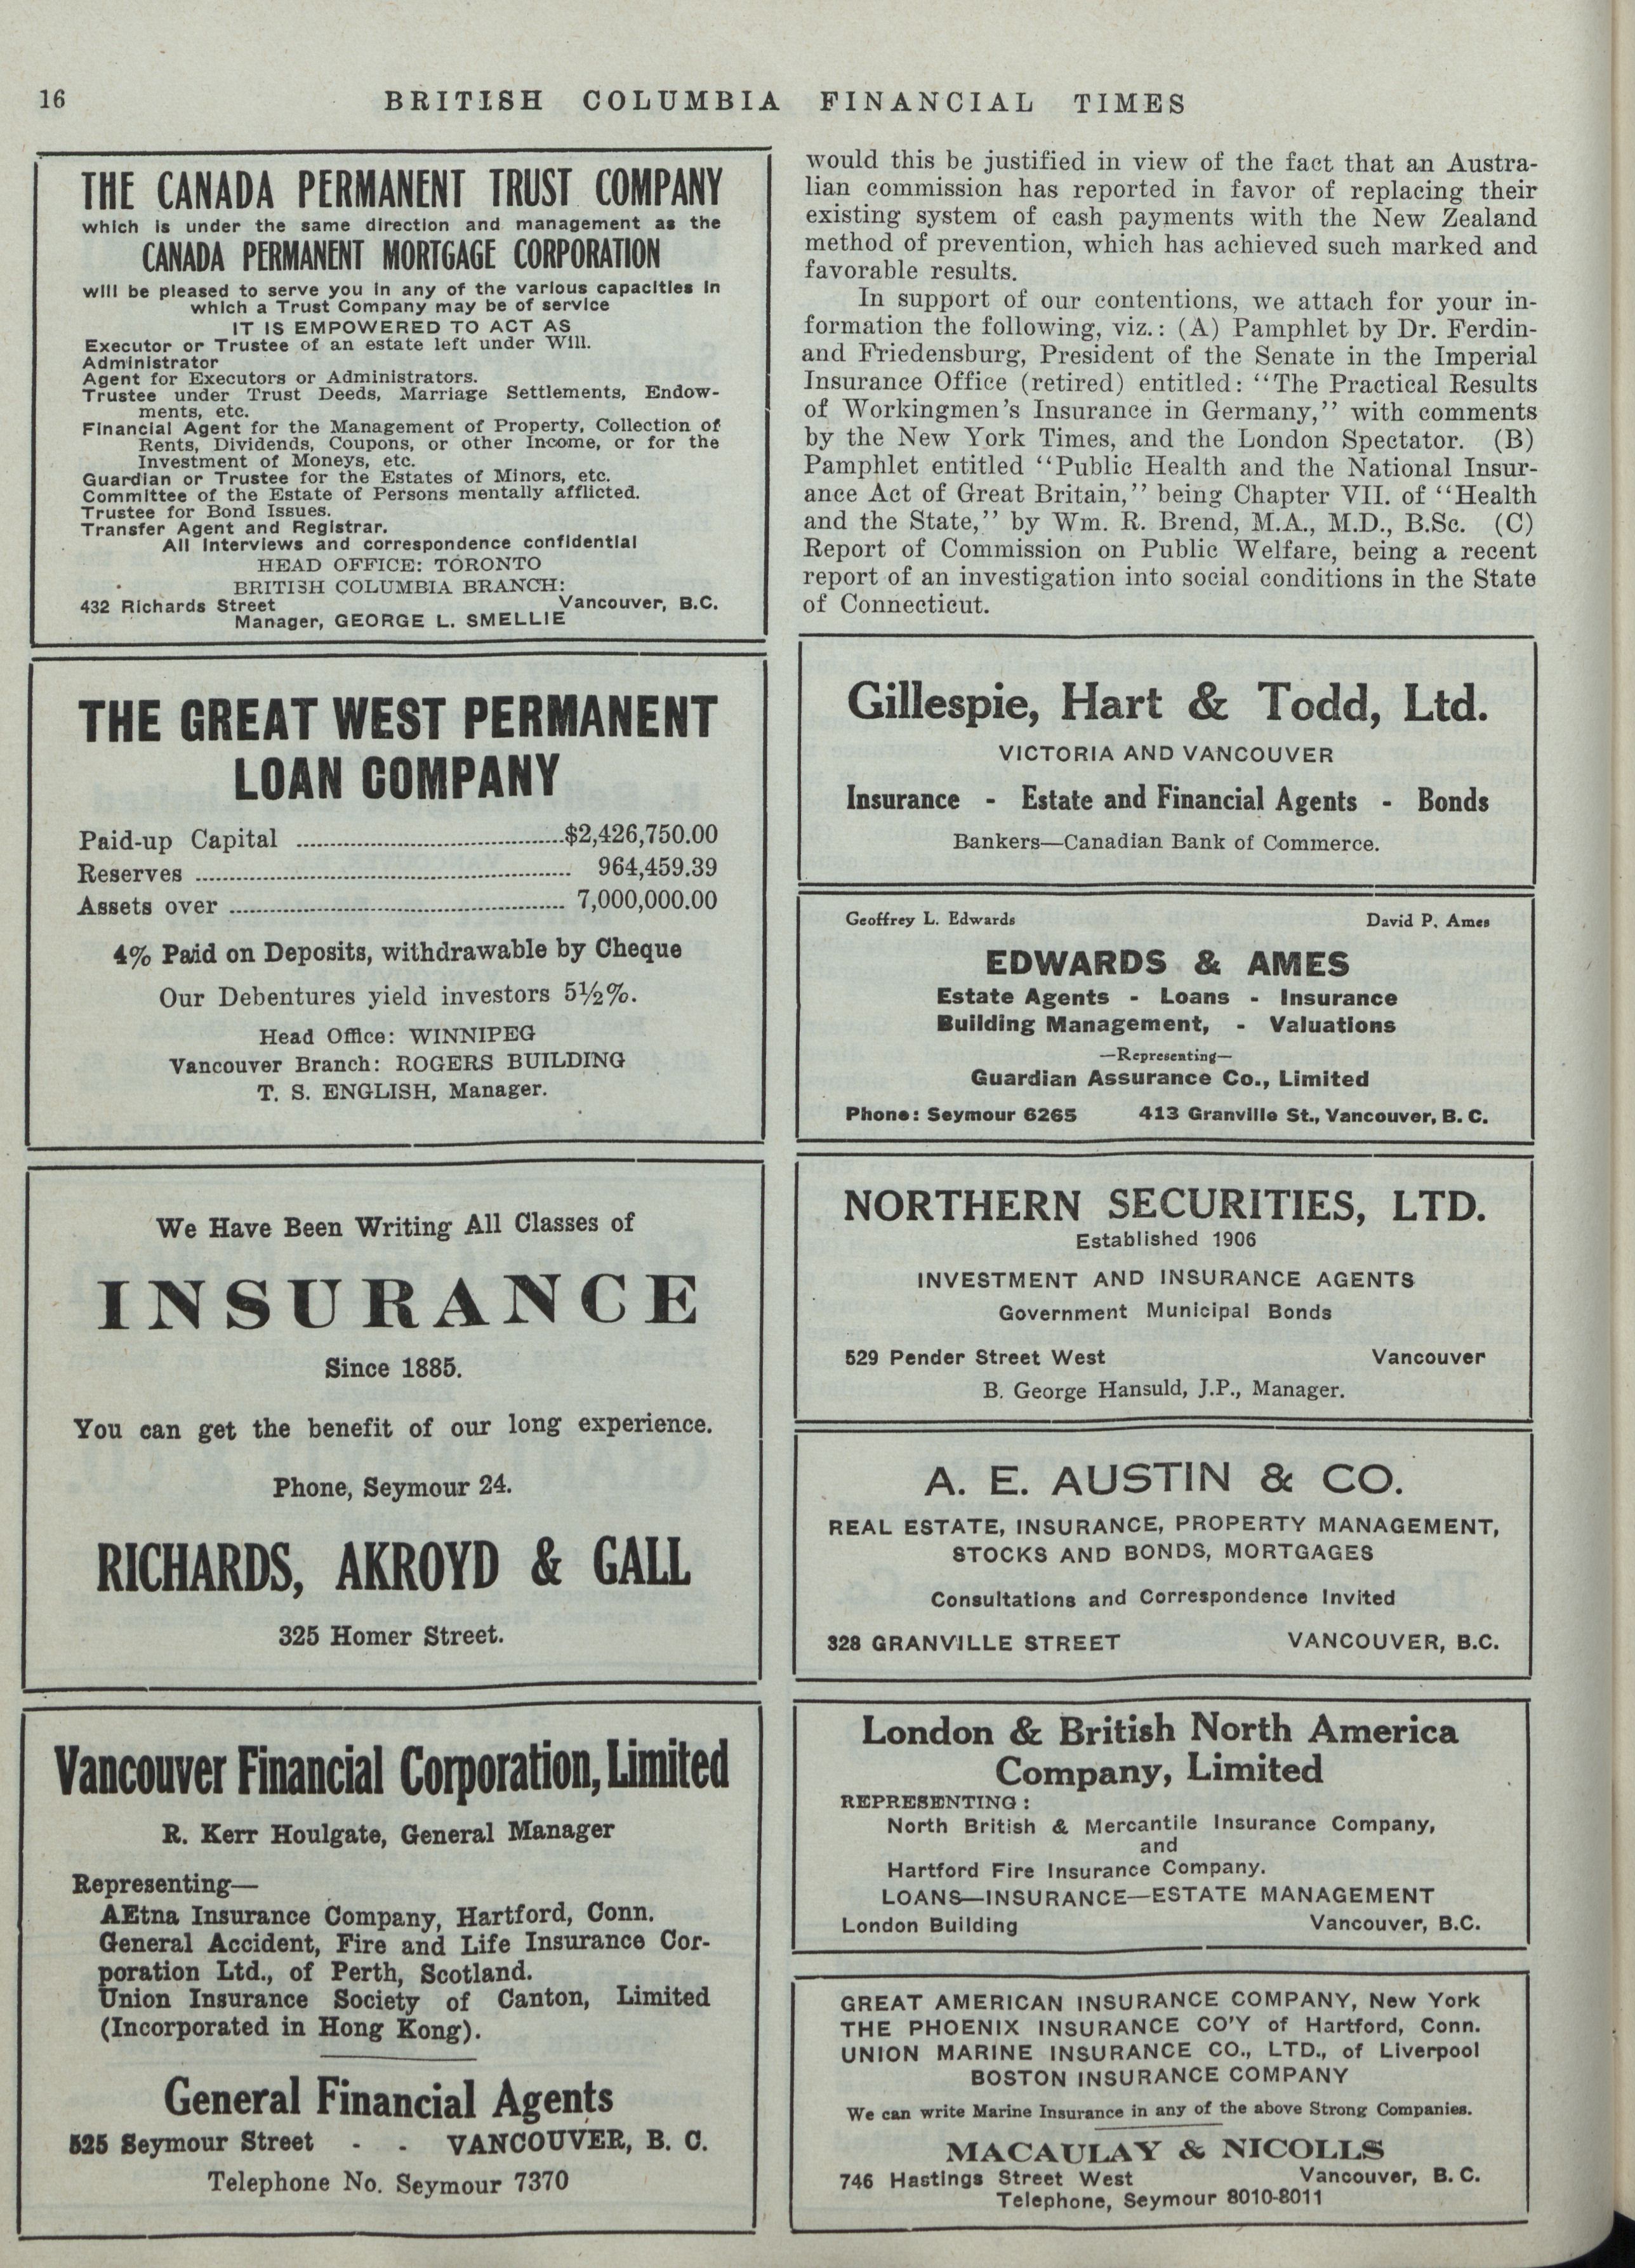 16
BRITISH COLUMBIA FINANCIAL TIMES
THE CANADA PERMANENT TRUST COMPANY
which is under the same direction and management as the
CANADA PERMANENT MORTGAGE CORPORATION
will be pleased to serve you in any of the various capacities in
which a Trust Company may be of service
IT IS EMPOWERED TO ACT AS
Executor or Trustee of an estate left under Will.
Administrator
Agent for Executors or Administrators.
Trustee under Trust Deeds, Marriage Settlements, Endow-
ments, etc.
Financial Agent for the Management of Property, Collection of
Rents, Dividends, Coupons, or other Income, or for the
Investment of Moneys, etc.
Guardian or Trustee for the Estates of Minors, etc.
Committee of the Estate of Persons mentally afflicted.
Trustee for Bond Issues.
Transfer Agent and Registrar.
All interviews and correspondence confidential
HEAD OFFICE: TORONTO
BRITISH COLUMBIA BRANCH:
432 Richards Street Vancouver, B.C.
Manager, GEORGE L. SMELLIE
THE GREAT WEST PERMANENT
LOAN COMPANY
Paid-up Capital ........ $2,426,750.00
Reserves ........ 964,459.39
Assets over ........ 7,000,000.00
4% Paid on Deposits, withdrawable by Cheque
Our Debentures yield investors 5½%.
Head Office: WINNIPEG
Vancouver Branch: ROGERS BUILDING
T. S. ENGLISH, Manager.
We Have Been Writing All Classes of
INSURANCE
Since 1885.
You can get the benefit of our long experience.
Phone, Seymour 24.
RICHARDS, AKROYD & GALL
325 Homer Street.
Vancouver Financial Corporation, Limited
R. Kerr Houlgate, General Manager
Representing—
AEtna Insurance Company, Hartford, Conn.
General Accident, Fire and Life Insurance Cor-
poration Ltd., of Perth, Scotland.
Union Insurance Society of Canton, Limited
(Incorporated in Hong Kong).
General Financial Agents
525 Seymour Street - - VANCOUVER, B. C.
Telephone No. Seymour 7370
would this be justified in view of the fact that an Austra-
lian commission has reported in favor of replacing their
existing system of cash payments with the New Zealand
method of prevention, which has achieved such marked and
favorable results.
In support of our contentions, we attach for your in-
formation the following, viz.: (A) Pamphlet by Dr. Ferdin-
and Friedensburg, President of the Senate in the Imperial
Insurance Office (retired) entitled: "The Practical Results
of Workingmen's Insurance in Germany," with comments
by the New York Times, and the London Spectator. (B)
Pamphlet entitled "Public Health and the National Insur-
ance Act of Great Britain," being Chapter VII. of "Health
and the State," by Wm. R. Brend, M.A., M.D., B.Sc. (C)
Report of Commission on Public Welfare, being a recent
report of an investigation into social conditions in the State
of Connecticut.
Gillespie, Hart & Todd, Ltd.
VICTORIA AND VANCOUVER
Insurance - Estate and Financial Agents - Bonds
Bankers—Canadian Bank of Commerce.
Geoffrey L. Edwards David P. Ames
EDWARDS & AMES
Estate Agents - Loans - Insurance
Building Management, - Valuations
—Representing—
Guardian Assurance Co., Limited
Phone: Seymour 6265 413 Granville St., Vancouver, B. C.
NORTHERN SECURITIES, LTD.
Established 1906
INVESTMENT AND INSURANCE AGENTS
Government Municipal Bonds
529 Pender Street West Vancouver
B. George Hansuld, J.P., Manager.
A. E. AUSTIN & CO.
REAL ESTATE, INSURANCE, PROPERTY MANAGEMENT,
STOCKS AND BONDS, MORTGAGES
Consultations and Correspondence Invited
328 GRANVILLE STREET VANCOUVER, B.C.
London & British North America
Company, Limited
REPRESENTING:
North British & Mercantile Insurance Company,
and
Hartford Fire Insurance Company.
LOANS—INSURANCE—ESTATE MANAGEMENT
London Building Vancouver, B.C.
GREAT AMERICAN INSURANCE COMPANY, New York
THE PHOENIX INSURANCE CO'Y of Hartford, Conn.
UNION MARINE INSURANCE CO., LTD., of Liverpool
BOSTON INSURANCE COMPANY
We can write Marine Insurance in any of the above Strong Companies.
MACAULAY & NICOLLS
746 Hastings Street West Vancouver, B. C.
Telephone, Seymour 8010-8011